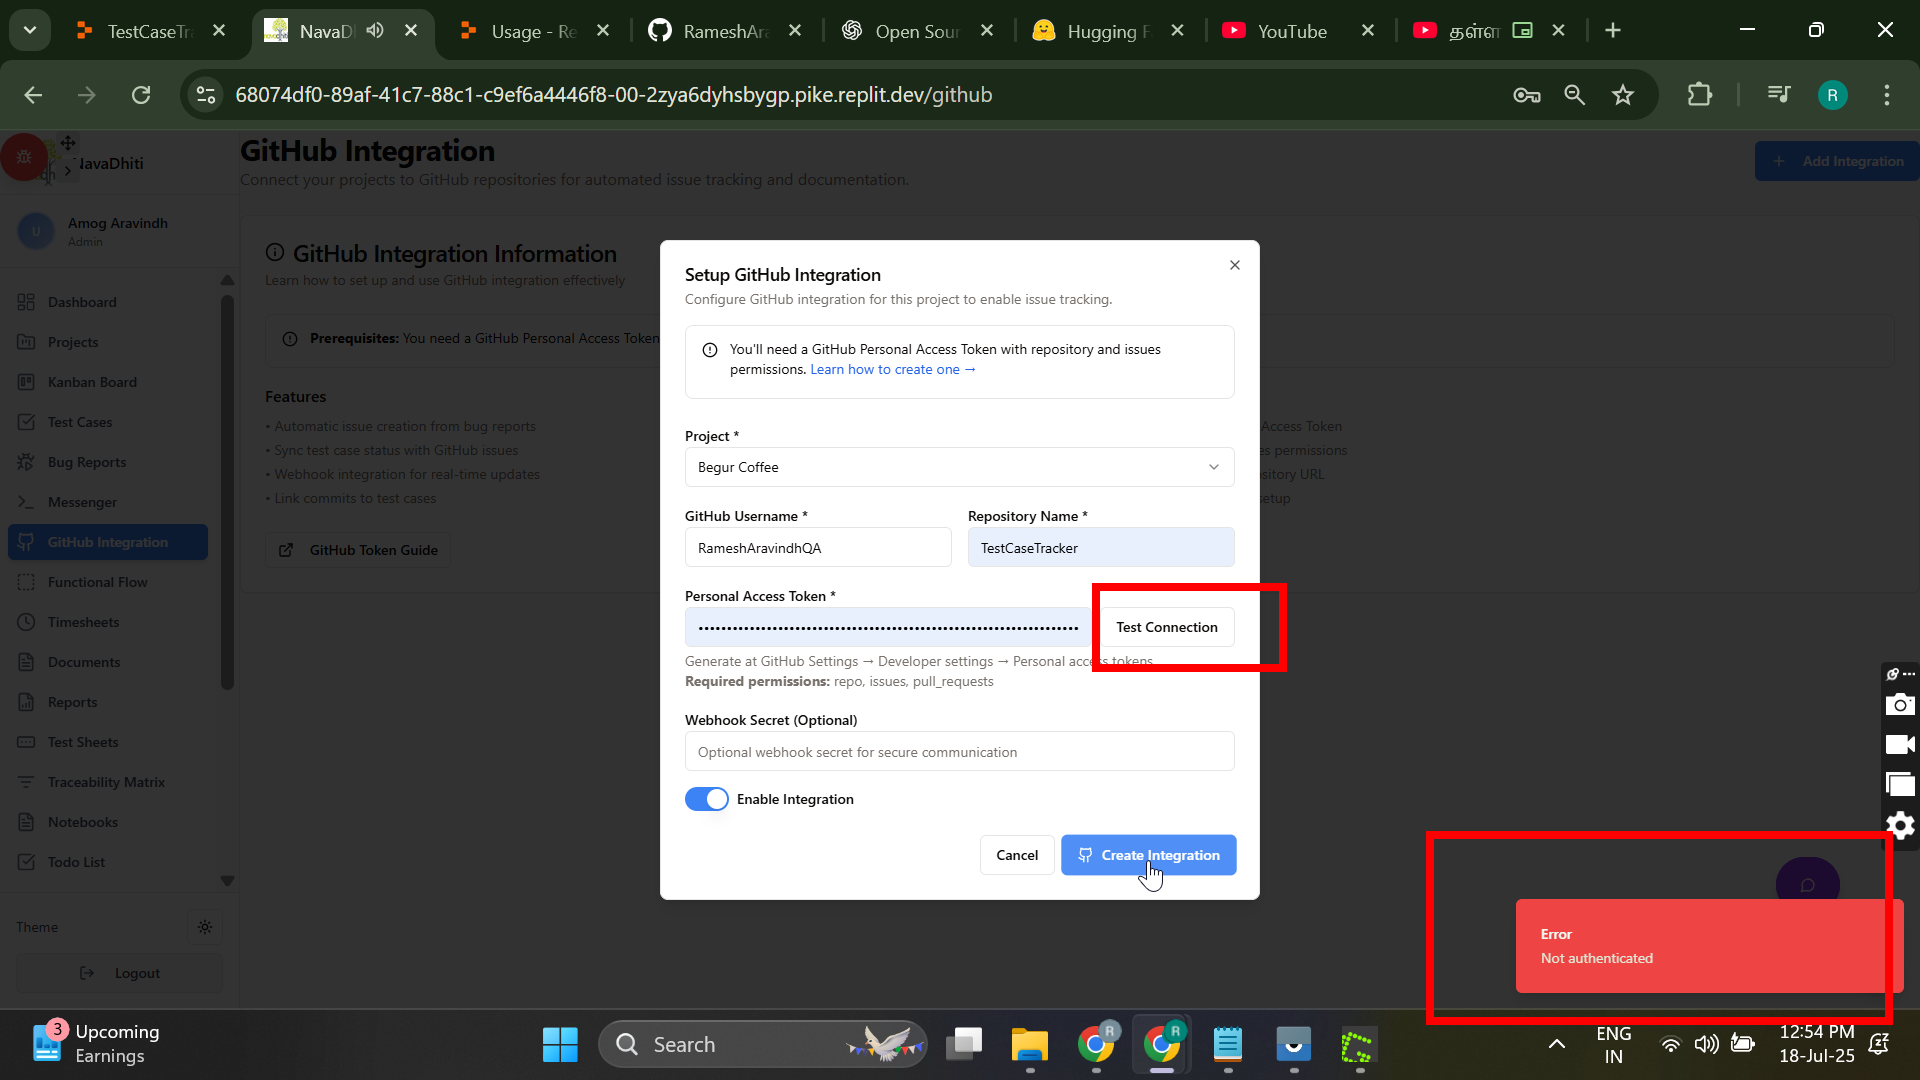 TestCaseTr
NavaD
Usage - Re
RameshAra
Open Sour
Hugging F
YouTube
தள்ள
68074df0-89af-41c7-88c1-c9ef6a4446f8-00-2zya6dyhsbygp.pike.replit.dev/github
R
NavaDhiti
GitHub Integration
Connect your projects to GitHub repositories for automated issue tracking and documentation.
Add Integration
U
Amog Aravindh
Admin
Dashboard
Projects
Kanban Board
Test Cases
Bug Reports
Messenger
GitHub Integration
Functional Flow
Timesheets
Documents
Reports
Test Sheets
Traceability Matrix
Notebooks
Todo List
Theme
Logout
GitHub Integration Information
Learn how to set up and use GitHub integration effectively
Prerequisites: You need a GitHub Personal Access Token
Features
• Automatic issue creation from bug reports
• Sync test case status with GitHub issues
• Webhook integration for real-time updates
• Link commits to test cases
GitHub Token Guide
Access Token
permissions
URL
Setup GitHub Integration
Configure GitHub integration for this project to enable issue tracking.
You'll need a GitHub Personal Access Token with repository and issues
permissions. Learn how to create one →
Project *
Begur Coffee
GitHub Username *
Repository Name *
RameshAravindhQA
TestCaseTracker
Personal Access Token *
Test Connection
Generate at GitHub Settings → Developer settings → Personal access tokens
Required permissions: repo, issues, pull_requests
Webhook Secret (Optional)
Optional webhook secret for secure communication
Enable Integration
Cancel
Create Integration
Error
Not authenticated
3
Upcoming
Earnings
Search
R
R
ENG
IN
12:54 PM
18-Jul-25